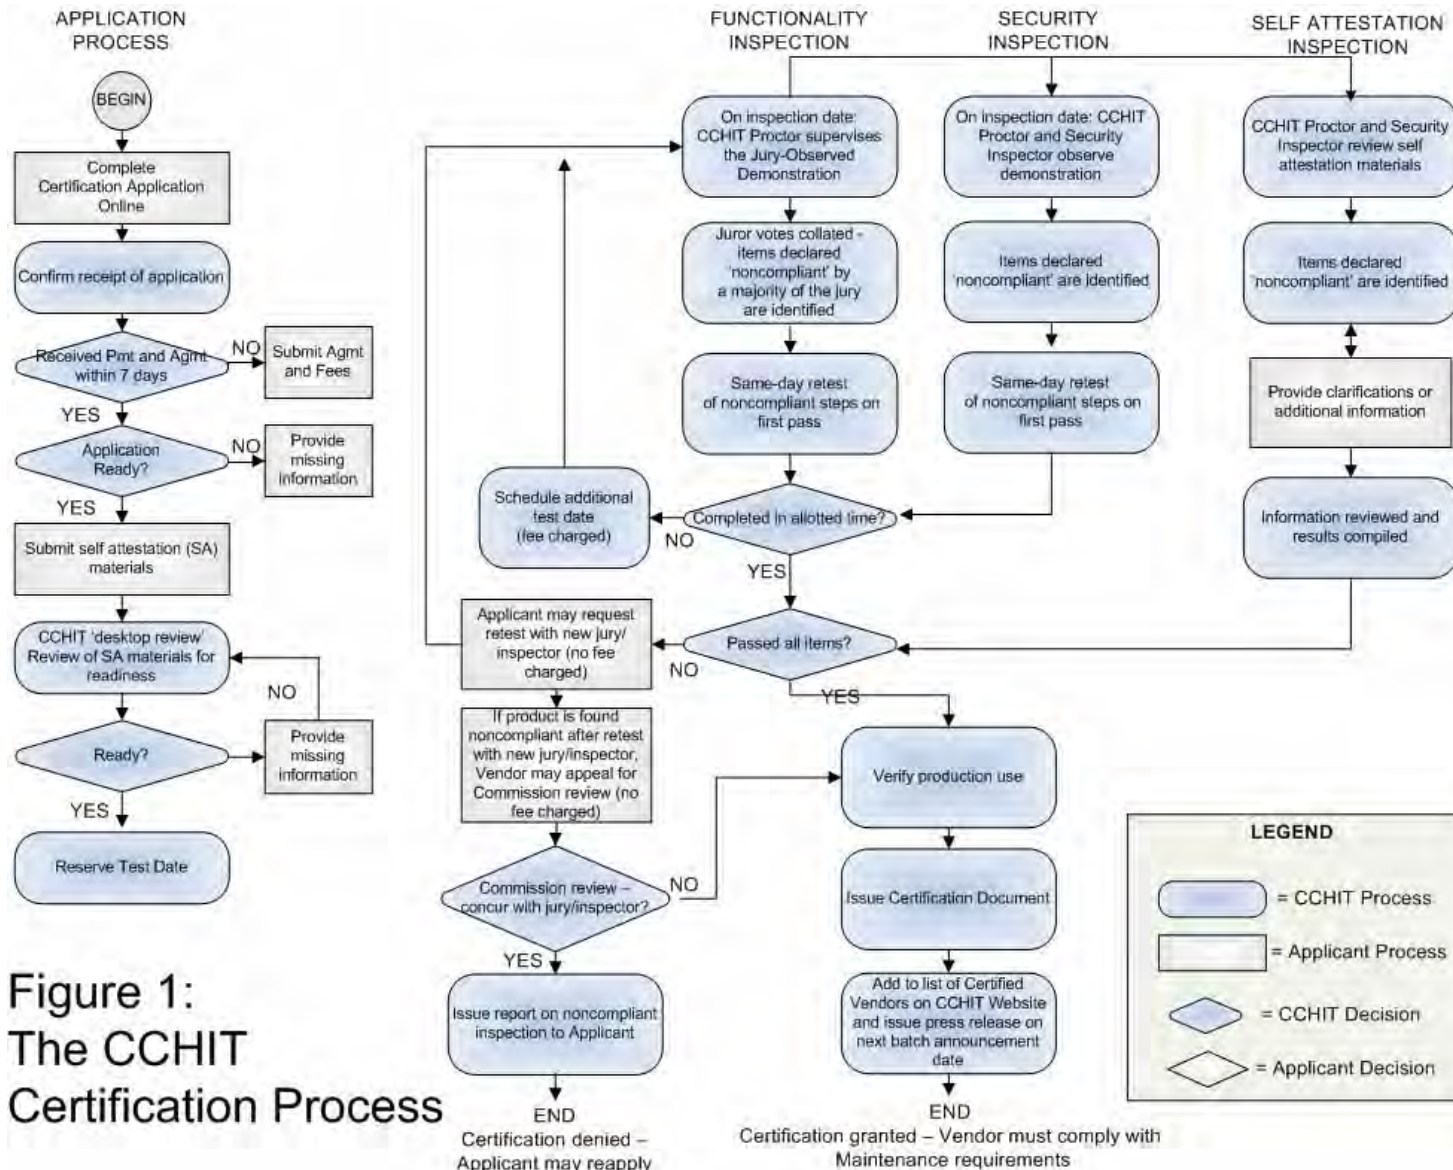 APPLICATION
PROCESS
BEGIN
Complete
Certification Application
Online
Confirm receipt of application
Received Pmt and Agmt
within 7 days
NO
Submit Agmt
and Fees
YES
Application
Ready?
NO
Provide
missing
information
YES
Submit self attestation (SA)
materials
CCHIT 'desktop review'
Review of SA materials for
readiness
NO
Ready?
Provide
missing
information
YES
Reserve Test Date
FUNCTIONALITY
INSPECTION
On inspection date:
CCHIT Proctor supervises
the Jury-Observed
Demonstration
Juror votes collated -
items declared
'noncompliant' by
a majority of the jury
are identified
Same-day retest
of noncompliant steps on
first pass
Completed in allotted time?
NO
Schedule additional
test date
(fee charged)
YES
Passed all items?
NO
Applicant may request
retest with new jury/
inspector (no fee
charged)
If product is found
noncompliant after retest
with new jury/inspector,
Vendor may appeal for
Commission review (no
fee charged)
Commission review –
concur with jury/inspector?
NO
YES
Issue report on noncompliant
inspection to Applicant
END
Certification denied –
Applicant may reapply
YES
Verify production use
Issue Certification Document
Add to list of Certified
Vendors on CCHIT Website
and issue press release on
next batch announcement
date
END
Certification granted – Vendor must comply with
Maintenance requirements
SECURITY
INSPECTION
On inspection date: CCHIT
Proctor and Security
Inspector observe
demonstration
Items declared
'noncompliant' are identified
Same-day retest
of noncompliant steps on
first pass
SELF ATTESTATION
INSPECTION
CCHIT Proctor and Security
Inspector review self
attestation materials
Items declared
'noncompliant' are identified
Provide clarifications or
additional information
Information reviewed and
results compiled
LEGEND
= CCHIT Process
= Applicant Process
= CCHIT Decision
= Applicant Decision
Figure 1:
The CCHIT
Certification Process